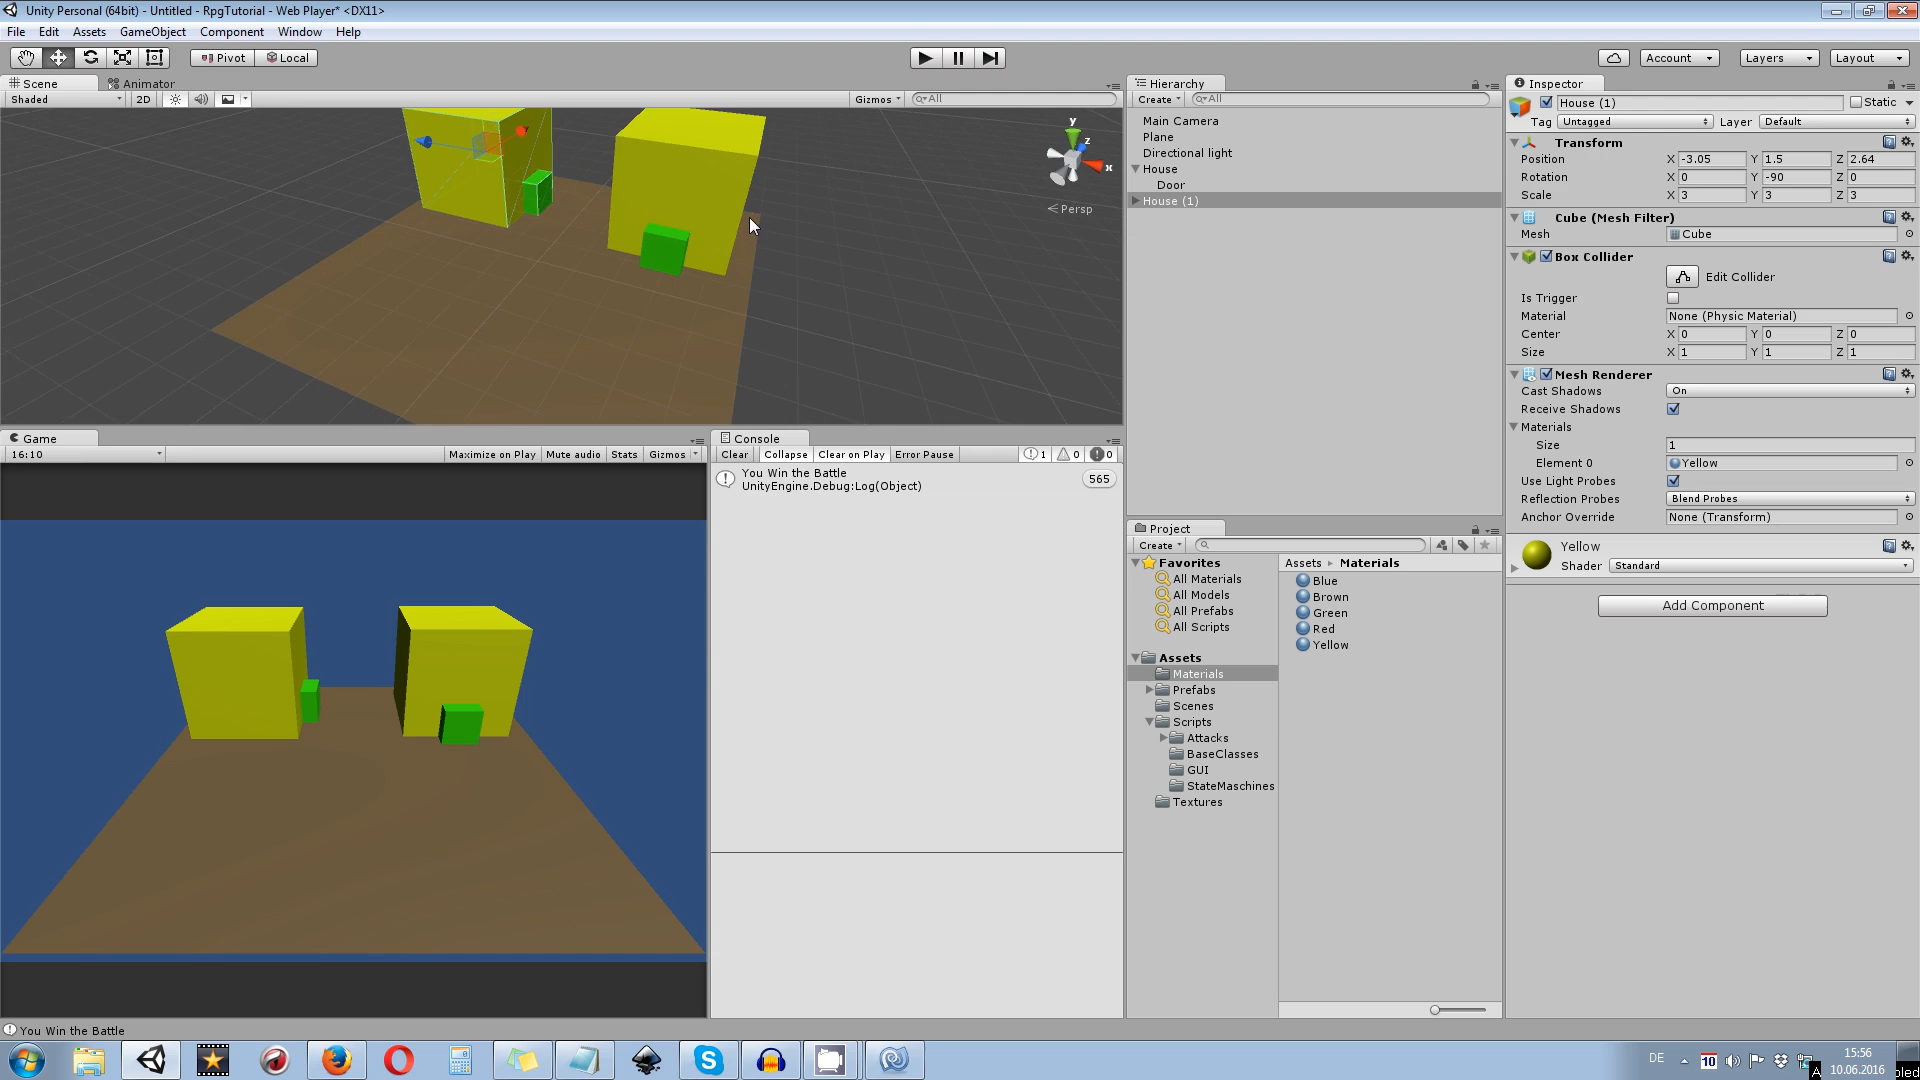 Unity Personal (64bit) - Untitled - RpgTutorial - Web Player* <DX11>
File Edit Assets GameObject Component Window Help
Pivot Local Account Layers Layout
Scene Animator
Shaded 2D Gizmos All
y
z
x
Persp
Game
16:10 Maximize on Play Mute audio Stats Gizmos
Console
Clear Collapse Clear on Play Error Pause 1 0 0
You Win the Battle
UnityEngine.Debug:Log(Object)
565
Hierarchy
Create All
Main Camera
Plane
Directional light
House
Door
House (1)
Project
Create
Favorites
All Materials
All Models
All Prefabs
All Scripts
Assets
Materials
Prefabs
Scenes
Scripts
Attacks
BaseClasses
GUI
StateMaschines
Textures
Assets Materials
Blue
Brown
Green
Red
Yellow
Inspector
House (1) Static
Tag Untagged Layer Default
Transform
Position X -3.05 Y 1.5 Z 2.64
Rotation X 0 Y -90 Z 0
Scale X 3 Y 3 Z 3
Cube (Mesh Filter)
Mesh Cube
Box Collider
Edit Collider
Is Trigger
Material None (Physic Material)
Center X 0 Y 0 Z 0
Size X 1 Y 1 Z 1
Mesh Renderer
Cast Shadows On
Receive Shadows
Materials
Size 1
Element 0 Yellow
Use Light Probes
Reflection Probes Blend Probes
Anchor Override None (Transform)
Yellow
Shader Standard
Add Component
You Win the Battle
DE 10 15:56
10.06.2016